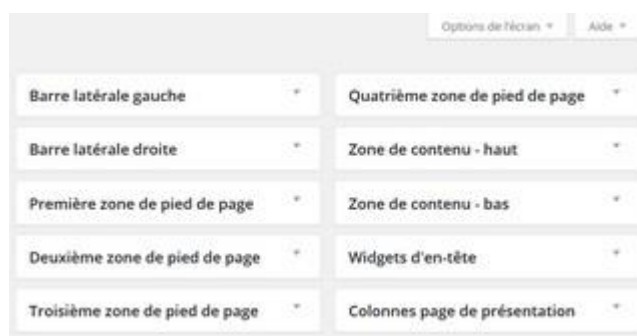 Options de l'écran
Aide
Barre latérale gauche
Quatrième zone de pied de page
Barre latérale droite
Zone de contenu - haut
Première zone de pied de page
Zone de contenu - bas
Deuxième zone de pied de page
Widgets d'en-tête
Troisième zone de pied de page
Colonnes page de présentation